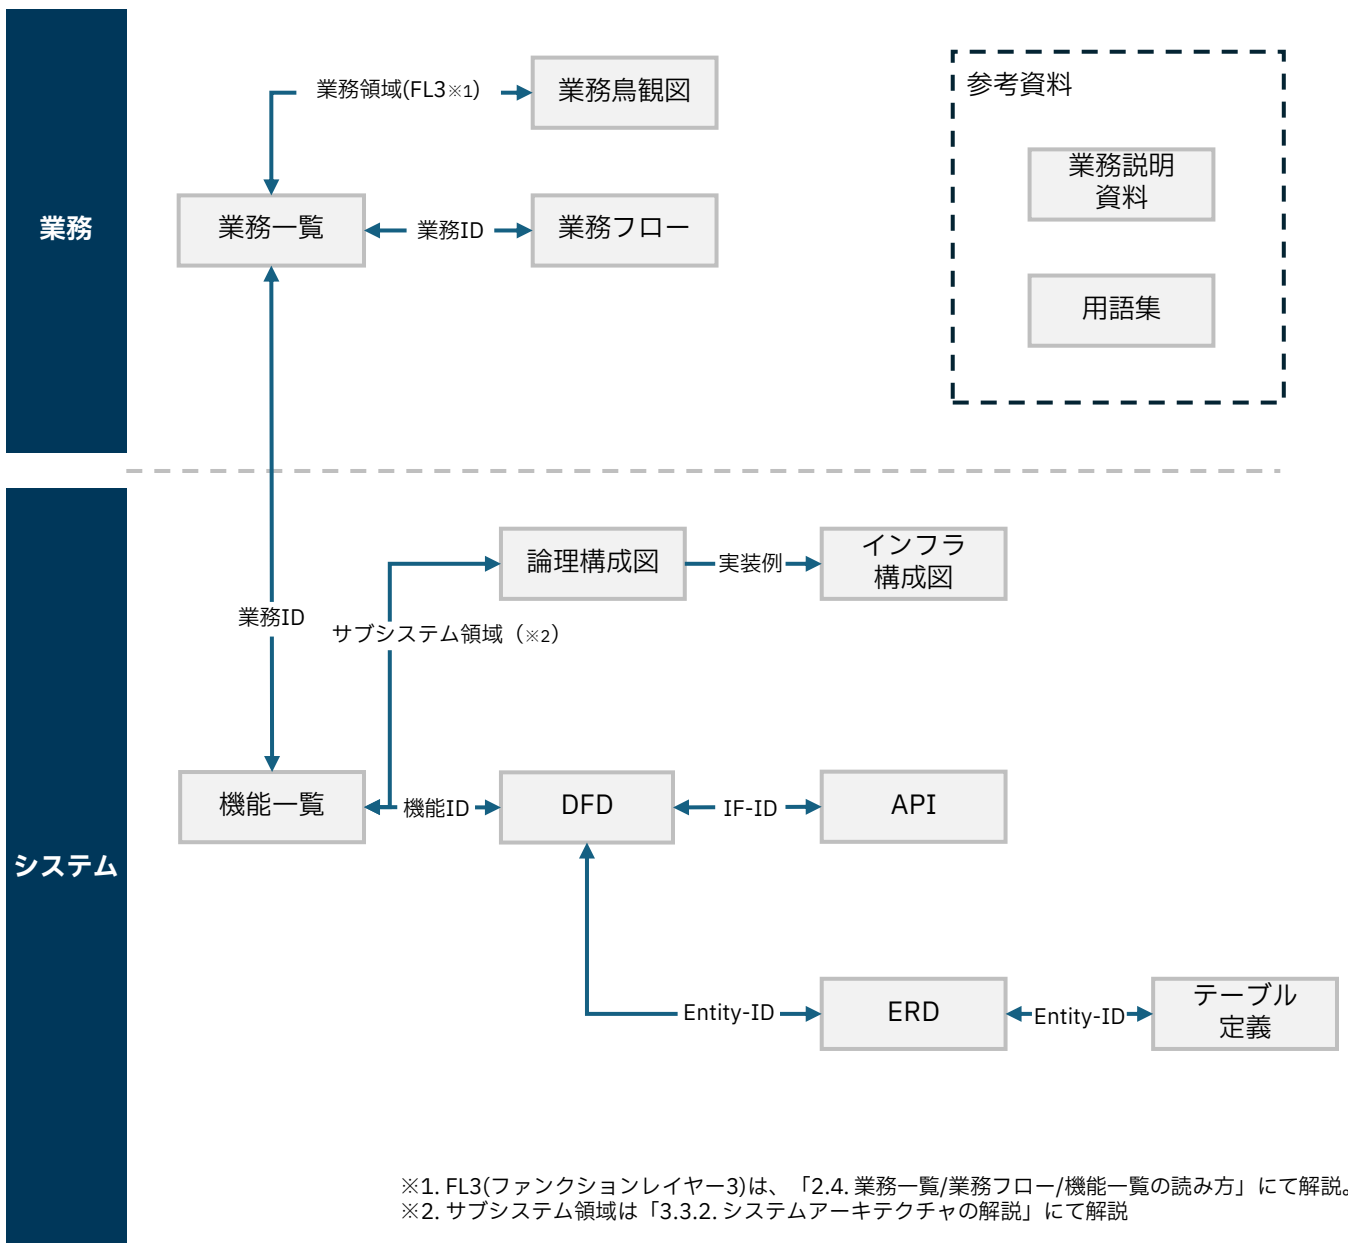 業務
業務領域(FL3※1)
業務鳥観図
業務一覧
業務ID
業務フロー
参考資料
業務説明
資料
用語集
システム
業務ID
論理構成図
実装例
インフラ
構成図
サブシステム領域（※2）
機能一覧
機能ID
DFD
IF-ID
API
Entity-ID
ERD
Entity-ID
テーブル
定義
※1. FL3(ファンクションレイヤー3)は、「2.4. 業務一覧/業務フロー/機能一覧の読み方」にて解説。
※2. サブシステム領域は「3.3.2. システムアーキテクチャの解説」にて解説